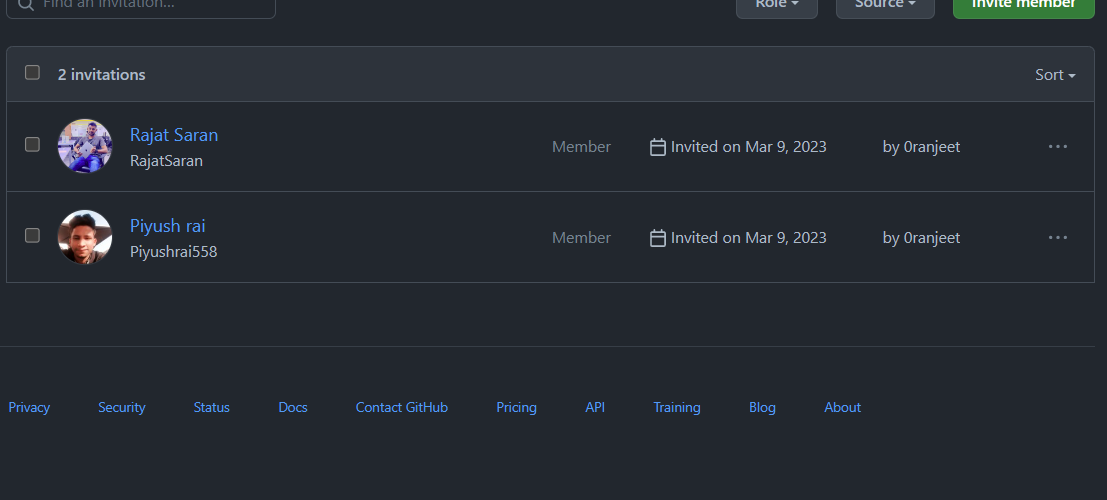 Find an invitation...
Role
Source
Invite member
2 invitations
Sort
Rajat Saran
RajatSaran
Member
Invited on Mar 9, 2023
by 0ranjeet
Piyush rai
Piyushrai558
Member
Invited on Mar 9, 2023
by 0ranjeet
Privacy
Security
Status
Docs
Contact GitHub
Pricing
API
Training
Blog
About